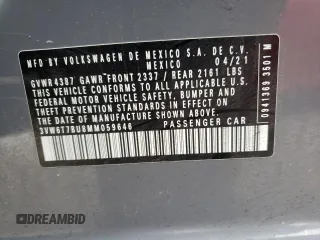 MFD BY VOLKSWAGEN DE MEXICO S.A. DE C.V.
MEXICO 04/21
GVWR 4387 GAWR FRONT 2337 / REAR 2161 LBS
THIS VEHICLE CONFORMS TO ALL APPLICABLE U.S.
FEDERAL MOTOR VEHICLE SAFETY, BUMPER AND
THEFT PREVENTION STANDARDS IN EFFECT ON THE
DATE OF MANUFACTURE SHOWN ABOVE.
3VW677BU8MM059646 PASSENGER CAR
0941369 3501 M
DREAMBID